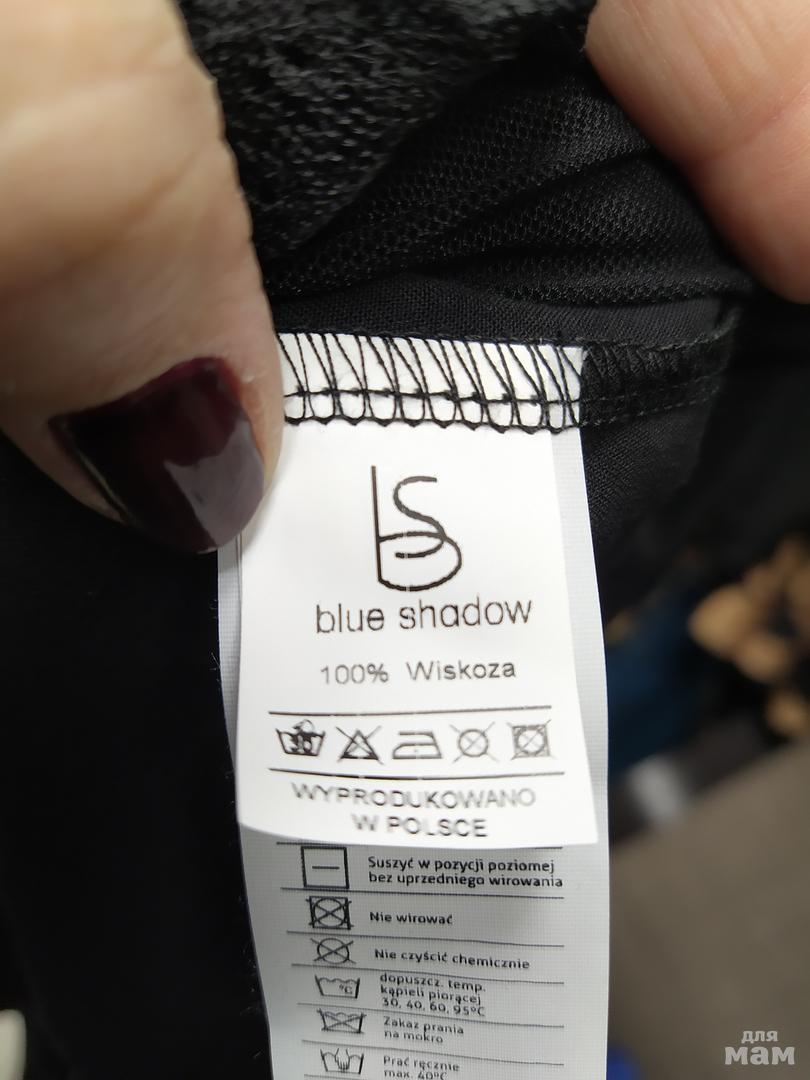 bs
blue shadow
100% Wiskoza
30
WYPRODUKOWANO
W POLSCE
Suszyć w pozycji poziomej
bez uprzedniego wirowania
Nie wirować
Nie czyścić chemicznie
°C
dopuszcz. temp.
kąpieli piorącej
30, 40, 60, 95°C
Zakaz prania
na mokro
Prać ręcznie
max. 40°C
для
мам